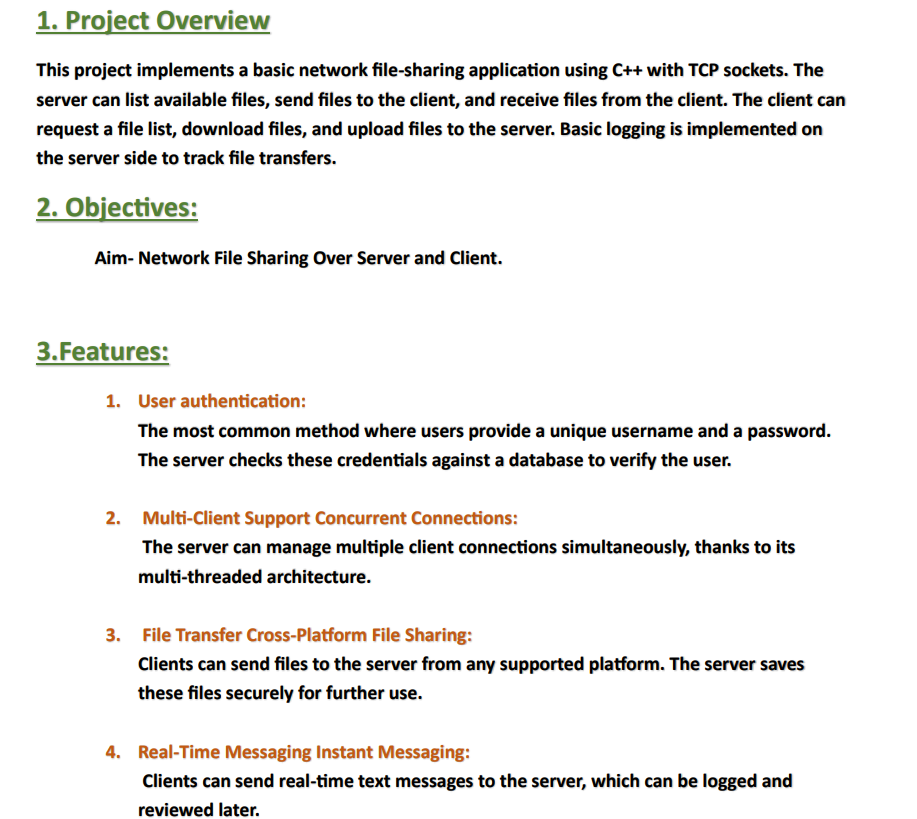 1. Project Overview
This project implements a basic network file-sharing application using C++ with TCP sockets. The
server can list available files, send files to the client, and receive files from the client. The client can
request a file list, download files, and upload files to the server. Basic logging is implemented on
the server side to track file transfers.
2. Objectives:
Aim- Network File Sharing Over Server and Client.
3.Features:
1. User authentication:
The most common method where users provide a unique username and a password.
The server checks these credentials against a database to verify the user.
2. Multi-Client Support Concurrent Connections:
The server can manage multiple client connections simultaneously, thanks to its
multi-threaded architecture.
3. File Transfer Cross-Platform File Sharing:
Clients can send files to the server from any supported platform. The server saves
these files securely for further use.
4. Real-Time Messaging Instant Messaging:
Clients can send real-time text messages to the server, which can be logged and
reviewed later.